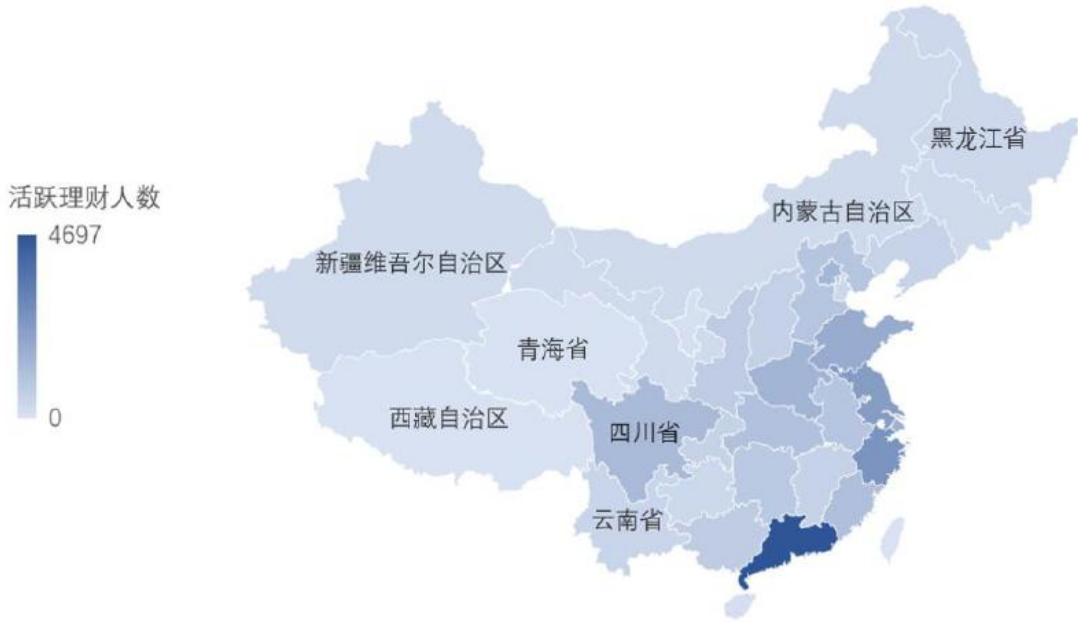 黑龙江省
活跃理财人数
内蒙古自治区
4697
新疆维吾尔自治区
青海省
0
西藏自治区
四川省
云南省